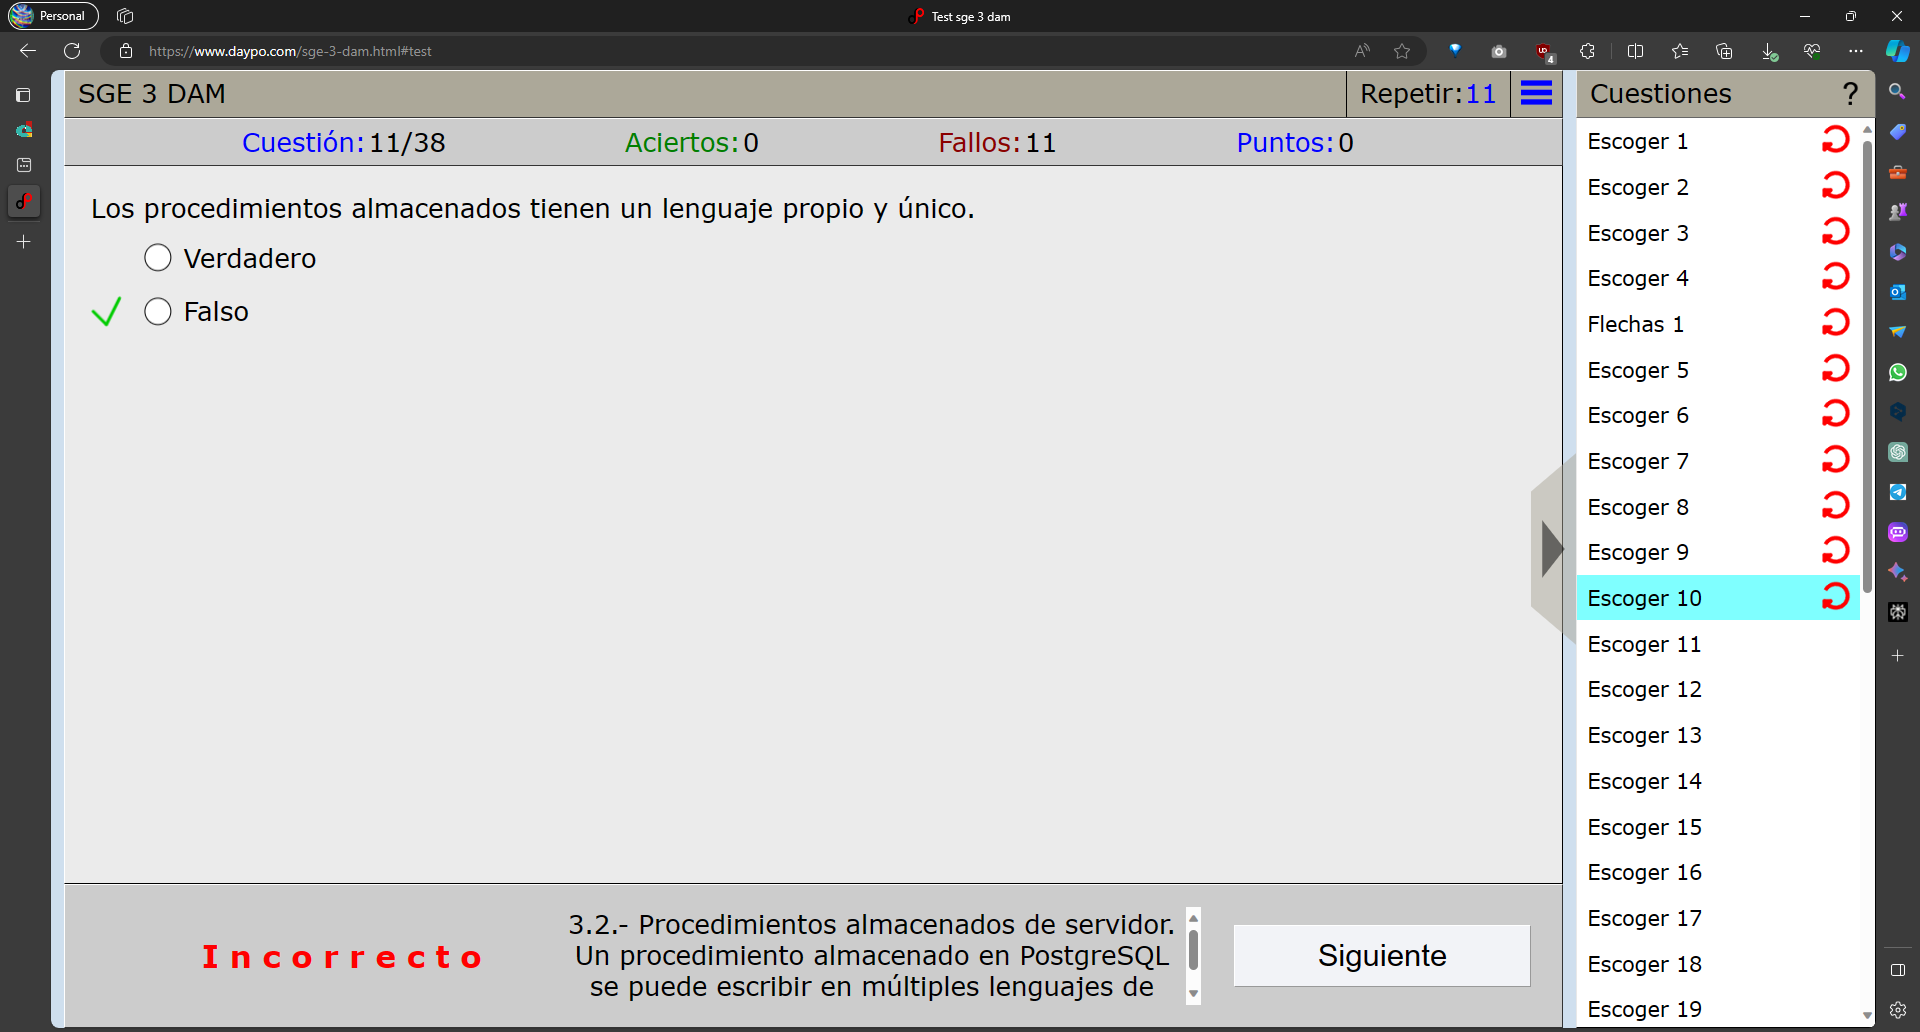 Personal
Test sge 3 dam
https://www.daypo.com/sge-3-dam.html#test
4
SGE 3 DAM
Repetir:11
Cuestiones
?
Cuestión:11/38
Aciertos:0
Fallos:11
Puntos:0
Los procedimientos almacenados tienen un lenguaje propio y único.
Verdadero
Falso
Escoger 1
Escoger 2
Escoger 3
Escoger 4
Flechas 1
Escoger 5
Escoger 6
Escoger 7
Escoger 8
Escoger 9
Escoger 10
Escoger 11
Escoger 12
Escoger 13
Escoger 14
Escoger 15
Escoger 16
Escoger 17
Escoger 18
Escoger 19
Incorrecto
3.2.- Procedimientos almacenados de servidor.
Un procedimiento almacenado en PostgreSQL
se puede escribir en múltiples lenguajes de
Siguiente